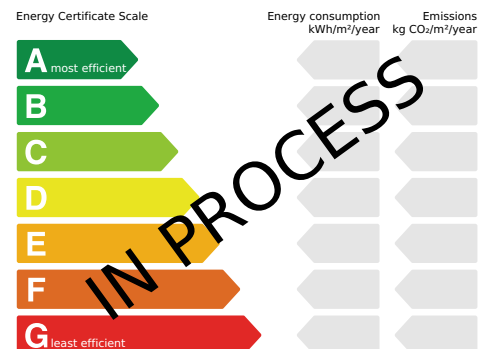 Energy Certificate Scale
Energy consumption
kWh/m²/year
Emissions
kg CO₂/m²/year
A most efficient
B
C
D
E
F
G least efficient
IN PROCESS